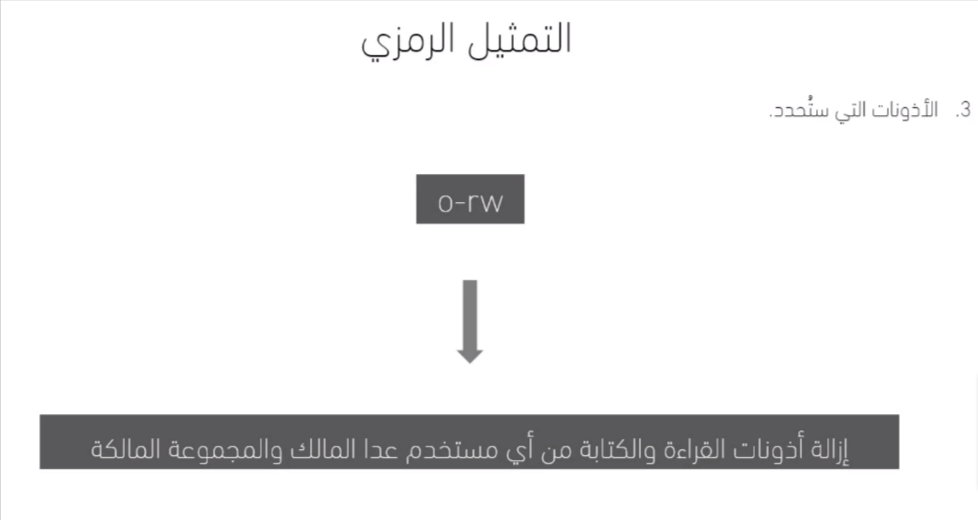 التمثيل الرمزي
3. الأذونات التي ستُحدد.
o-rw
إزالة أذونات القراءة والكتابة من أي مستخدم عدا المالك والمجموعة المالكة